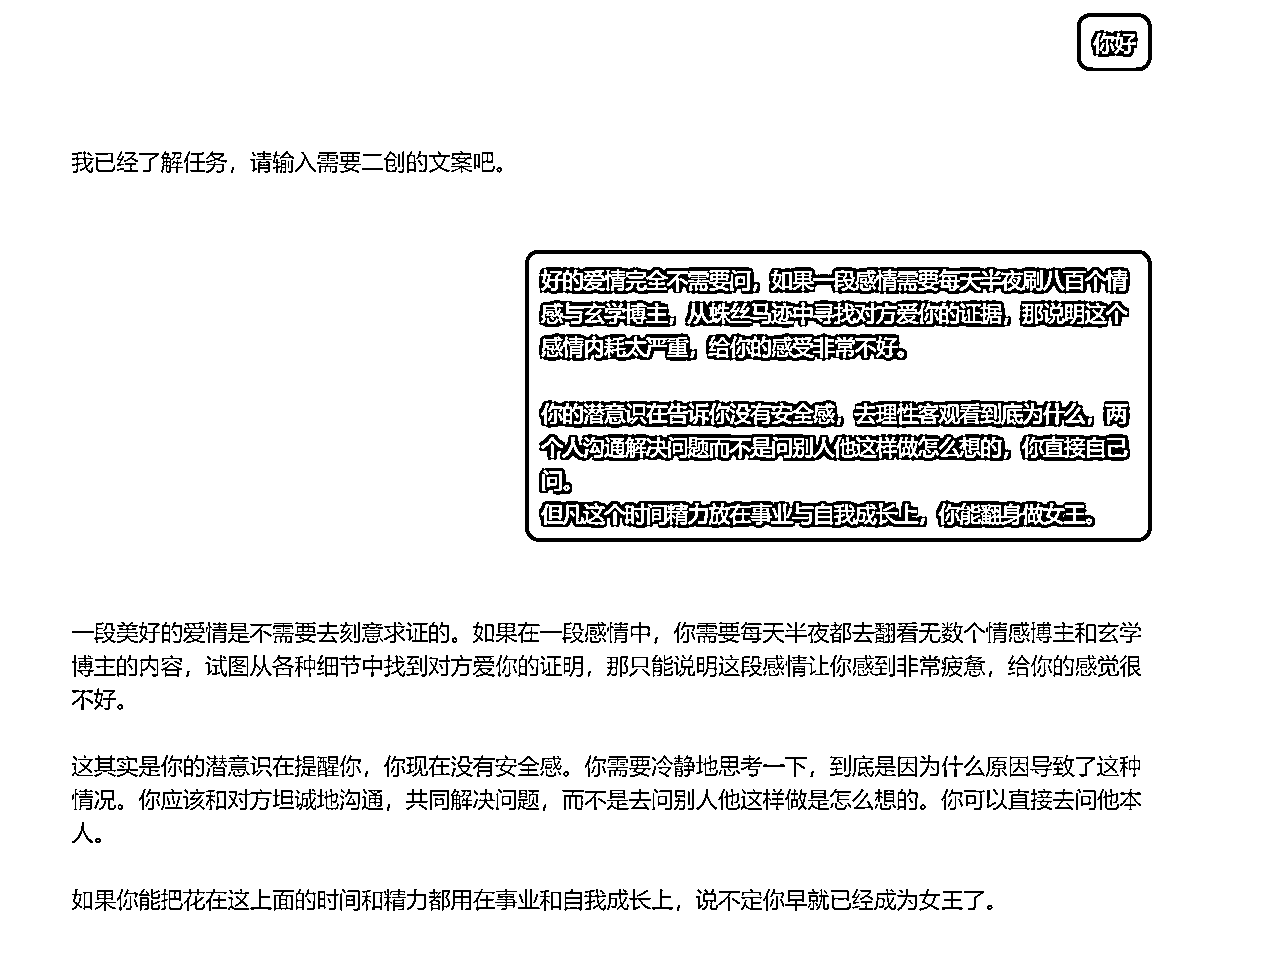 你好
我已经了解任务，请输入需要二创的文案吧。
好的爱情完全不需要问，如果一段感情需要每天半夜刷八百个情
感与玄学博主，从蛛丝马迹中寻找对方爱你的证据，那说明这个
感情内耗太严重，给你的感受非常不好。
你的潜意识在告诉你没有安全感，去理性客观看到底为什么，两
个人沟通解决问题而不是问别人他这样做怎么想的，你直接自己
问。
但凡这个时间精力放在事业与自我成长上，你能翻身做女王。
一段美好的爱情是不需要去刻意求证的。如果在一段感情中，你需要每天半夜都去翻看无数个情感博主和玄学
博主的内容，试图从各种细节中找到对方爱你的证明，那只能说明这段感情让你感到非常疲惫，给你的感觉很
不好。
这其实是你的潜意识在提醒你，你现在没有安全感。你需要冷静地思考一下，到底是因为什么原因导致了这种
情况。你应该和对方坦诚地沟通，共同解决问题，而不是去问别人他这样做是怎么想的。你可以直接去问他本
人。
如果你能把花在这上面的时间和精力都用在事业和自我成长上，说不定你早就已经成为女王了。